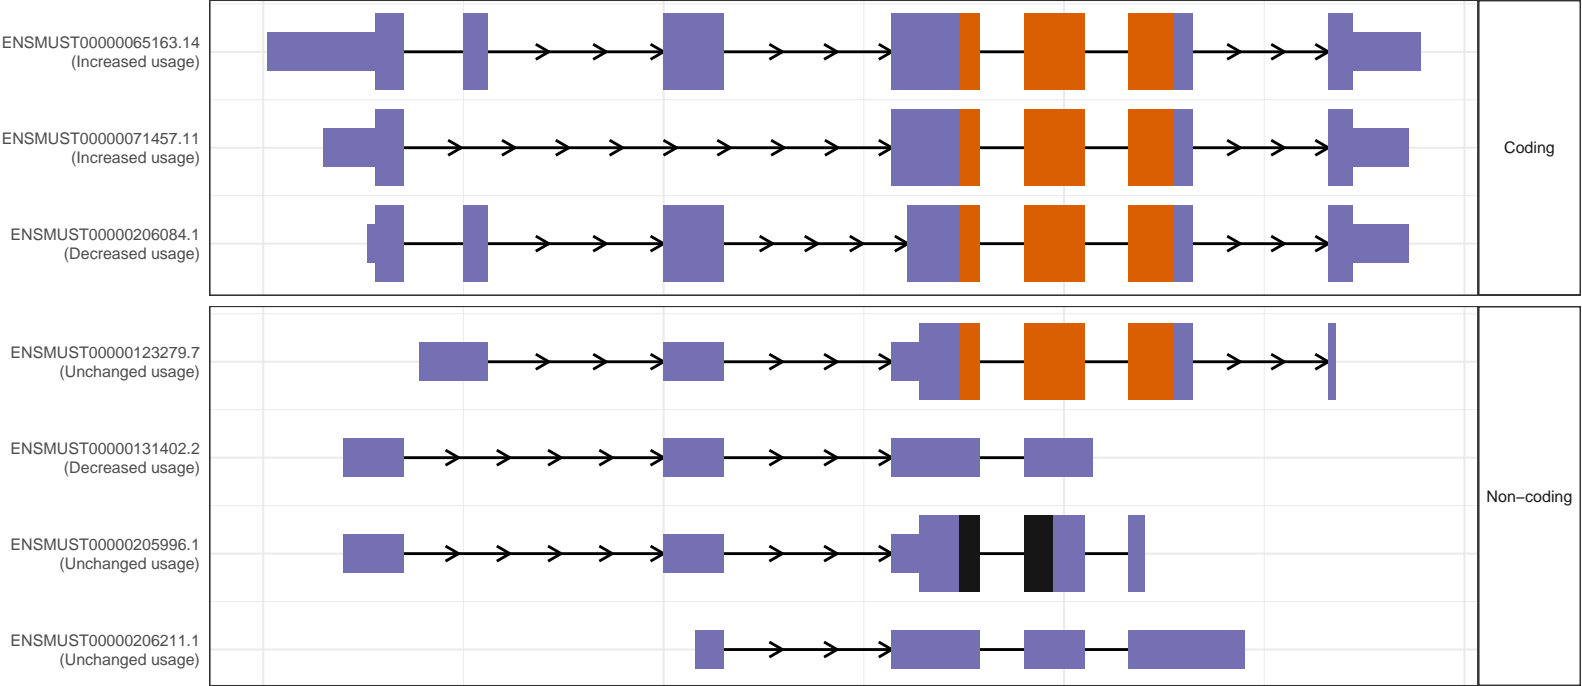 ENSMUST00000065163.14
(Increased usage)
ENSMUST00000071457.11
(Increased usage)
ENSMUST00000206084.1
(Decreased usage)
Coding
ENSMUST00000123279.7
(Unchanged usage)
ENSMUST00000131402.2
(Decreased usage)
ENSMUST00000205996.1
(Unchanged usage)
ENSMUST00000206211.1
(Unchanged usage)
Non−coding